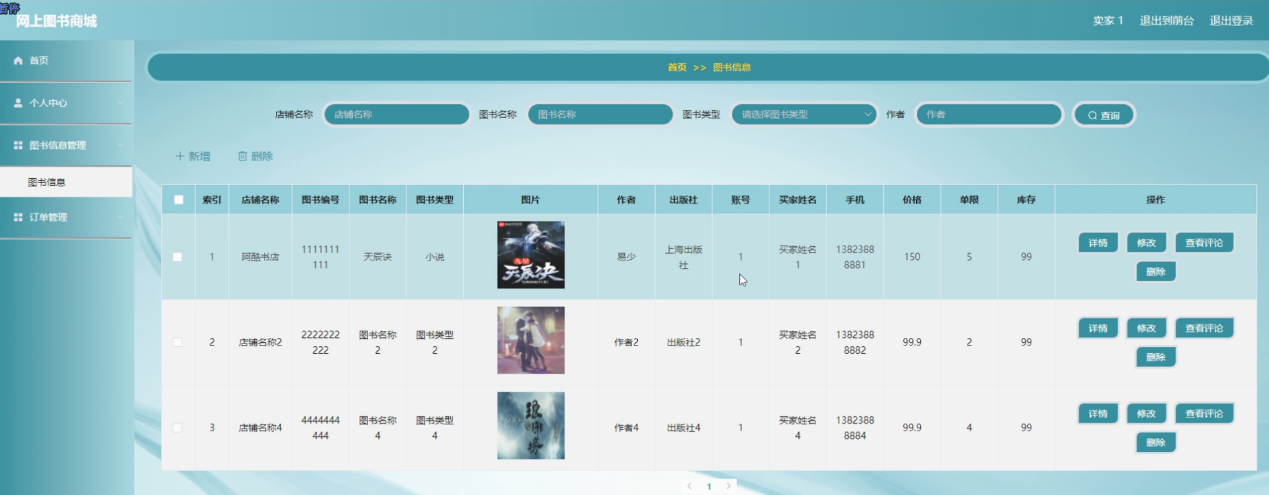 暂停
网上图书商城
卖家 1 退出到前台 退出登录
首页
个人中心
图书信息管理
图书信息
订单管理
首页 >> 图书信息
店铺名称 店铺名称 图书名称 图书名称 图书类型 请选择图书类型 作者 作者 查询
新增 删除
索引 店铺名称 图书编号 图书名称 图书类型 图片 作者 出版社 账号 买家姓名 手机 价格 单限 库存 操作
1 阿酷书店 1111111111 天辰诀 小说 易少 上海出版社 1 买家姓名1 13823888881 150 5 99 详情 修改 查看评论 删除
天辰决
2 店铺名称2 2222222222 图书名称2 图书类型2 作者2 出版社2 1 买家姓名2 13823888882 99.9 2 99 详情 修改 查看评论 删除
3 店铺名称4 4444444444 图书名称4 图书类型4 作者4 出版社4 1 买家姓名4 13823888884 99.9 4 99 详情 修改 查看评论 删除
琅琊榜
1